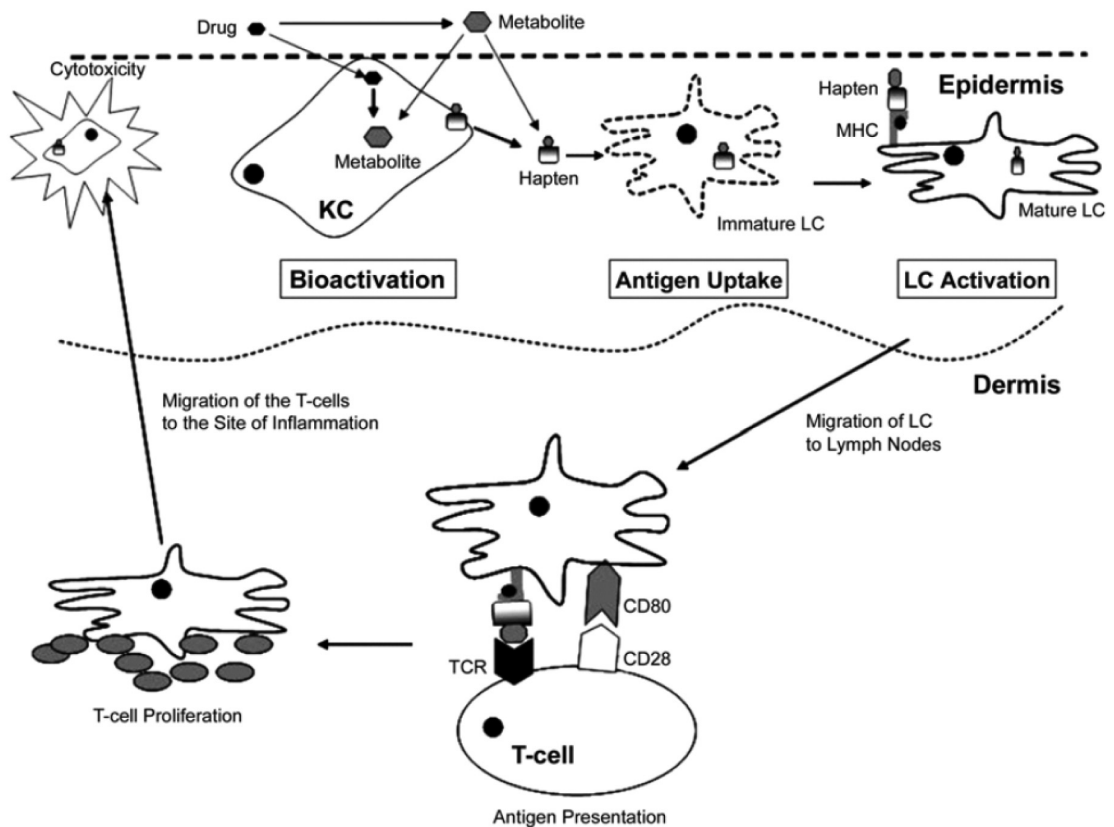 Drug
Metabolite
Cytotoxicity
Hapten
Epidermis
MHC
Metabolite
Hapten
KC
Immature LC
Mature LC
Bioactivation
Antigen Uptake
LC Activation
Dermis
Migration of the T-cells
to the Site of Inflammation
Migration of LC
to Lymph Nodes
CD80
CD28
TCR
T-cell Proliferation
T-cell
Antigen Presentation